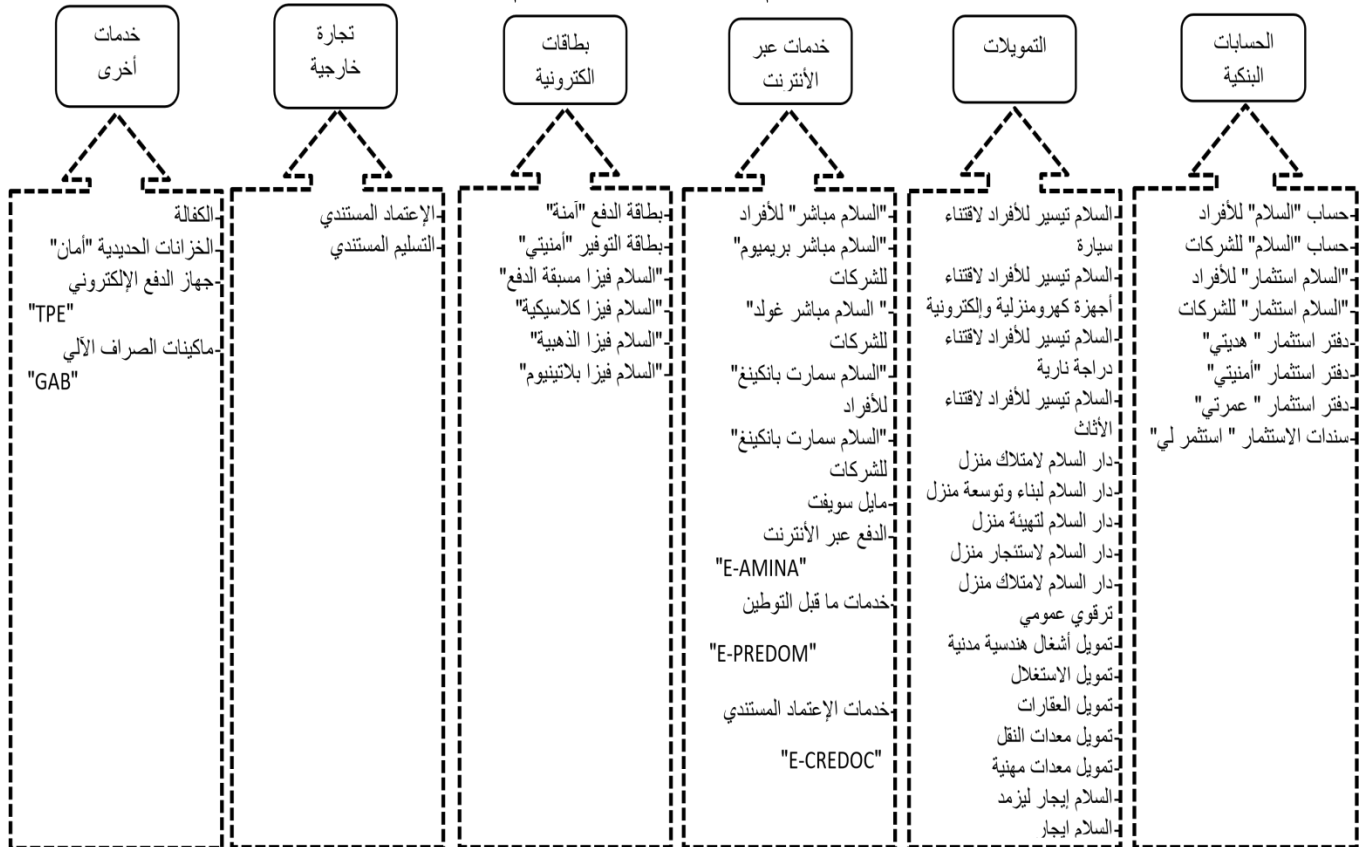 الحسابات
البنكية
-حساب "السلام" للأفراد
-حساب "السلام" للشركات
-"السلام استثمار" للأفراد
-"السلام استثمار" للشركات
-دفتر استثمار " هديتي"
-دفتر استثمار "أمنيتي"
-دفتر استثمار " عمرتي"
-سندات الاستثمار " استثمر لي"
التمويلات
-السلام تيسير للأفراد لاقتناء
سيارة
-السلام تيسير للأفراد لاقتناء
أجهزة كهرومنزلية وإلكترونية
-السلام تيسير للأفراد لاقتناء
دراجة نارية
-السلام تيسير للأفراد لاقتناء
الأثاث
-دار السلام لامتلاك منزل
-دار السلام لبناء وتوسعة منزل
-دار السلام لتهيئة منزل
-دار السلام لاستئجار منزل
-دار السلام لامتلاك منزل
ترقوي عمومي
-تمويل أشغال هندسية مدنية
-تمويل الاستغلال
-تمويل العقارات
-تمويل معدات النقل
-تمويل معدات مهنية
-السلام إيجار ليزمد
-السلام ايجار
خدمات عبر
الأنترنت
-"السلام مباشر" للأفراد
-"السلام مباشر بريميوم"
للشركات
-" السلام مباشر غولد"
للشركات
-"السلام سمارت بانكينغ"
للأفراد
-"السلام سمارت بانكينغ"
للشركات
-مايل سويفت
-الدفع عبر الأنترنت
"E-AMINA"
-خدمات ما قبل التوطين
"E-PREDOM"
-خدمات الإعتماد المستندي
"E-CREDOC"
بطاقات
الكترونية
-بطاقة الدفع "آمنة"
-بطاقة التوفير "أمنيتي"
-"السلام فيزا مسبقة الدفع"
-"السلام فيزا كلاسيكية"
-"السلام فيزا الذهبية"
-"السلام فيزا بلاتينيوم"
تجارة
خارجية
-الإعتماد المستندي
-التسليم المستندي
خدمات
أخرى
-الكفالة
-الخزانات الحديدية "أمان"
-جهاز الدفع الإلكتروني
"TPE"
-ماكينات الصراف الآلي
"GAB"